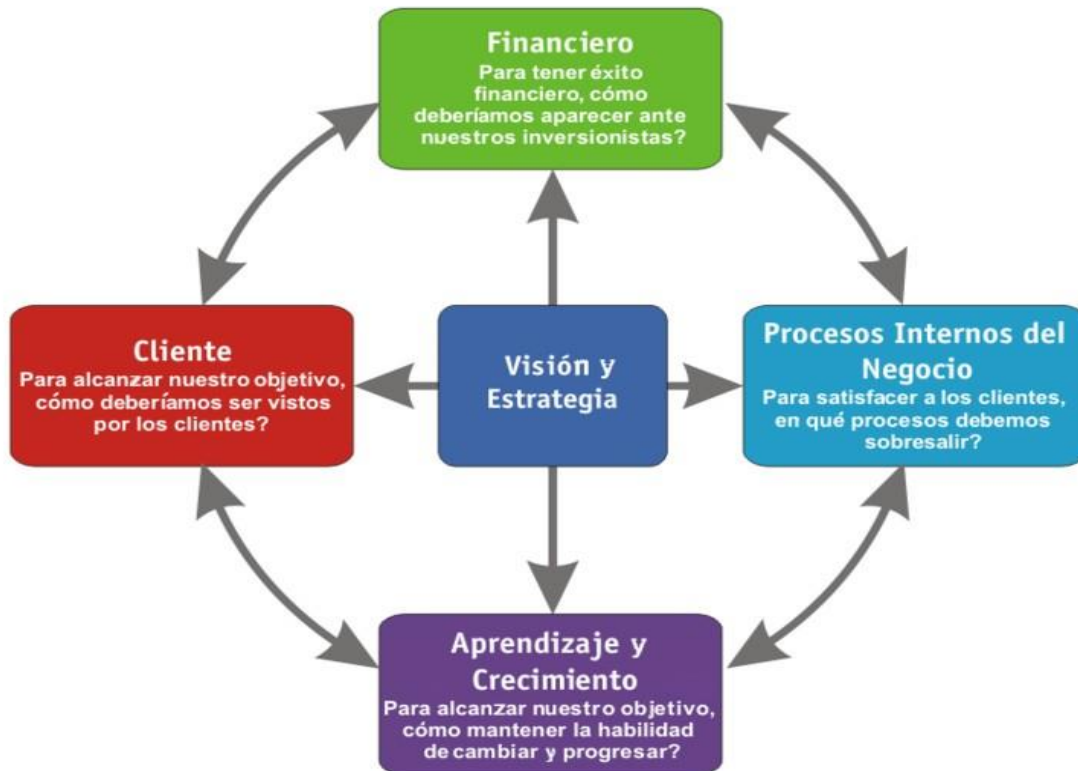 Financiero
Para tener éxito
financiero, cómo
deberíamos aparecer ante
nuestros inversionistas?
Cliente
Para alcanzar nuestro objetivo,
cómo deberíamos ser vistos
por los clientes?
Visión y
Estrategia
Procesos Internos del
Negocio
Para satisfacer a los clientes,
en qué procesos debemos
sobresalir?
Aprendizaje y
Crecimiento
Para alcanzar nuestro objetivo,
cómo mantener la habilidad
de cambiar y progresar?